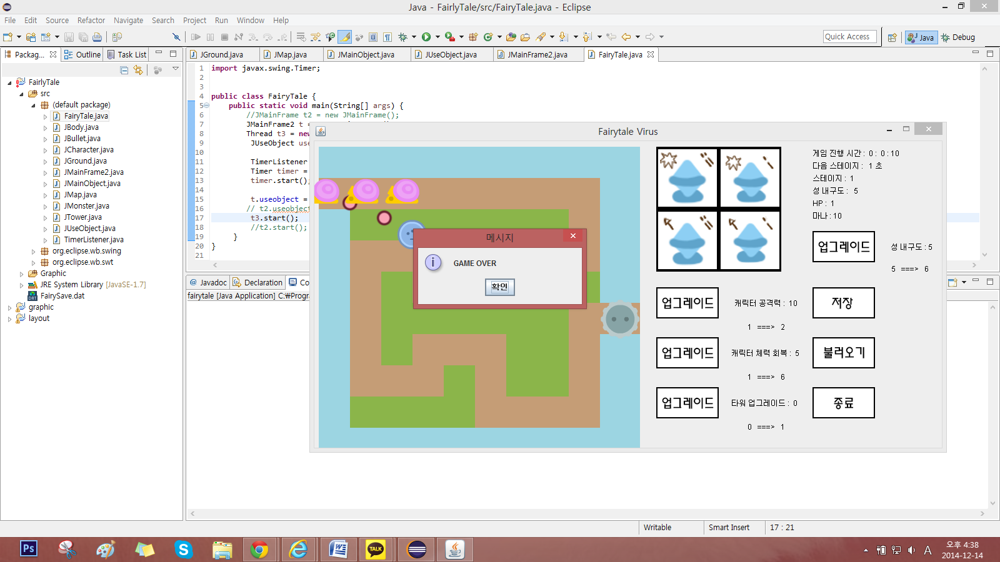 Java - FairlyTale/src/FairyTale.java - Eclipse
File Edit Source Refactor Navigate Search Project Run Window Help
Quick Access Java Debug
Packag... Outline Task List
JGround.java JMap.java JMainObject.java JUseObject.java JMainFrame2.java FairyTale.java
FairlyTale
src
(default package)
FairyTale.java
JBody.java
JBullet.java
JCharacter.java
JGround.java
JMainFrame2.java
JMainObject.java
JMap.java
JMonster.java
JTower.java
JUseObject.java
TimerListener.java
org.eclipse.wb.swing
org.eclipse.wb.swt
Graphic
JRE System Library [JavaSE-1.7]
FairySave.dat
graphic
layout
1 import javax.swing.Timer;
2
3
4 public class FairyTale {
5 public static void main(String[] args) {
6 //JMainFrame t2 = new JMainFrame();
7 JMainFrame2 t =
8 Thread t3 = new
9 JUseObject use
10
11 TimerListener
12 Timer timer =
13 timer.start();
14
15 t.useobject =
16 // t2.useobject
17 t3.start();
18 //t2.start();
19 }
20 }
21
@ Javadoc Declaration Co
fairytale [Java Application] C:₩Progra
Fairytale Virus
게임 진행 시간 : 0 : 0 : 10
다음 스테이지 : 1 초
스테이지 : 1
성 내구도 : 5
HP : 1
마나 : 10
업그레이드 성 내구도 : 5
5 ===> 6
업그레이드 캐릭터 공격력 : 10 저장
1 ===> 2
업그레이드 캐릭터 체력 회복 : 5 불러오기
1 ===> 6
업그레이드 타워 업그레이드 : 0 종료
0 ===> 1
메시지
GAME OVER
확인
Writable Smart Insert 17 : 21
Ps
TALK
A
오후 4:38
2014-12-14